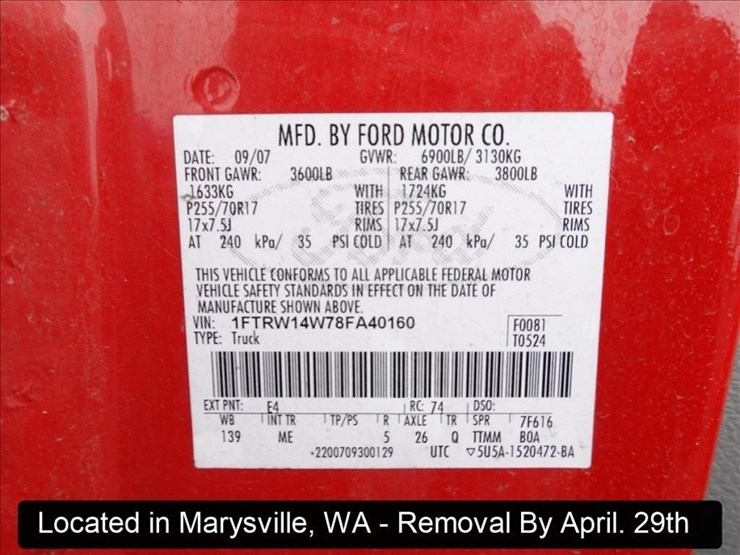 MFD. BY FORD MOTOR CO.
DATE: 09/07 GVWR: 6900LB/ 3130KG
FRONT GAWR: 3600LB REAR GAWR: 3800LB
1633KG WITH 1724KG WITH
P255/70R17 TIRES P255/70R17 TIRES
17x7.5J RIMS 17x7.5J RIMS
AT 240 kPa/ 35 PSI COLD AT 240 kPa/ 35 PSI COLD
THIS VEHICLE CONFORMS TO ALL APPLICABLE FEDERAL MOTOR
VEHICLE SAFETY STANDARDS IN EFFECT ON THE DATE OF
MANUFACTURE SHOWN ABOVE.
VIN: 1FTRW14W78FA40160 F0081
TYPE: Truck T0524
EXT PNT: E4 RC: 74 DSO:
WB INT TR TP/PS R AXLE TR SPR 7F616
139 ME 5 26 Q TTMM BOA
*2200709300129 UTC ▽5U5A-1520472-BA
Ford
Located in Marysville, WA - Removal By April. 29th